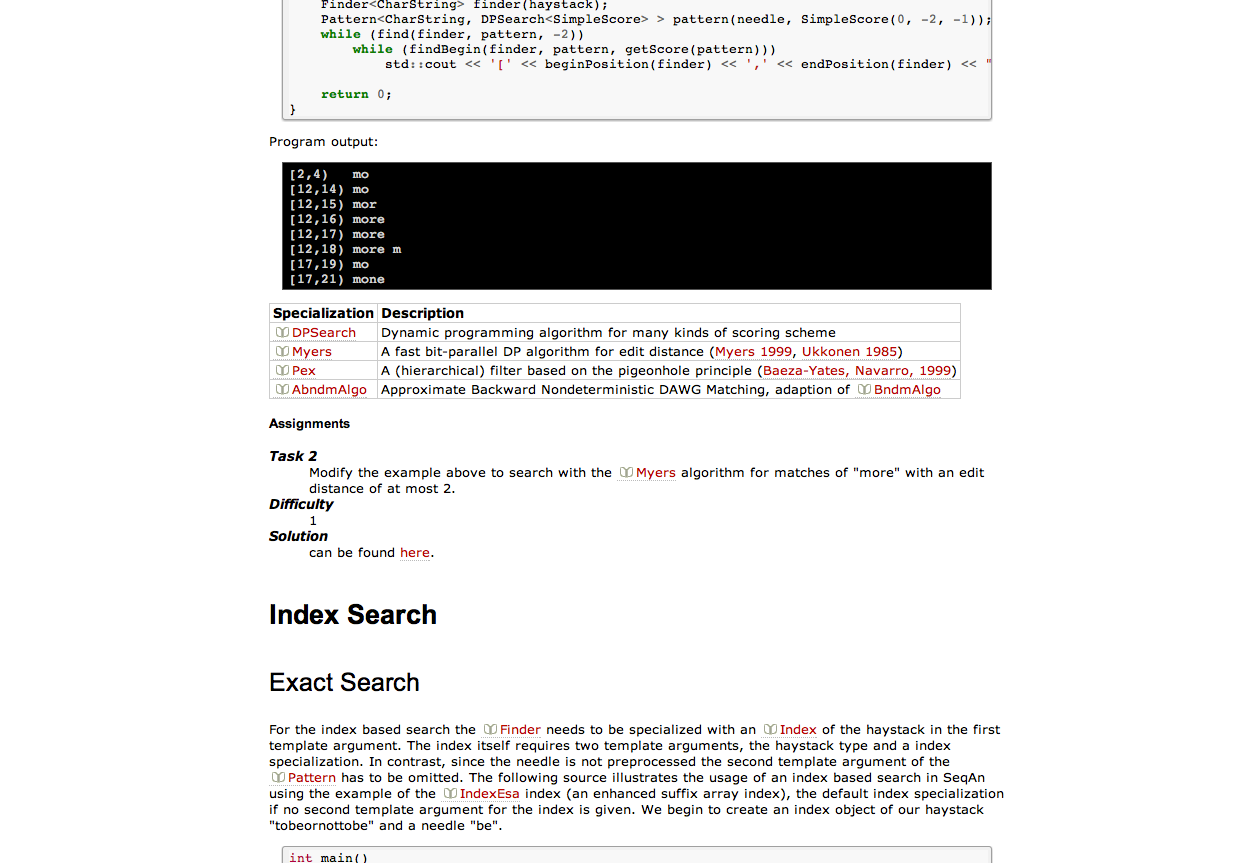 Finder<CharString> finder(haystack);
Pattern<CharString, DPSearch<SimpleScore> > pattern(needle, SimpleScore(0, -2, -1));
while (find(finder, pattern, -2))
while (findBegin(finder, pattern, getScore(pattern)))
std::cout << '[' << beginPosition(finder) << ',' << endPosition(finder) << "
return 0;
}
Program output:
[2,4)   mo
[12,14) mo
[12,15) mor
[12,16) more
[12,17) more
[12,18) more m
[17,19) mo
[17,21) mone
Specialization Description
DPSearch Dynamic programming algorithm for many kinds of scoring scheme
Myers A fast bit-parallel DP algorithm for edit distance (Myers 1999, Ukkonen 1985)
Pex A (hierarchical) filter based on the pigeonhole principle (Baeza-Yates, Navarro, 1999)
AbndmAlgo Approximate Backward Nondeterministic DAWG Matching, adaption of BndmAlgo
Assignments
Task 2
Modify the example above to search with the Myers algorithm for matches of "more" with an edit
distance of at most 2.
Difficulty
1
Solution
can be found here.
Index Search
Exact Search
For the index based search the Finder needs to be specialized with an Index of the haystack in the first
template argument. The index itself requires two template arguments, the haystack type and a index
specialization. In contrast, since the needle is not preprocessed the second template argument of the
Pattern has to be omitted. The following source illustrates the usage of an index based search in SeqAn
using the example of the IndexEsa index (an enhanced suffix array index), the default index specialization
if no second template argument for the index is given. We begin to create an index object of our haystack
"tobeornottobe" and a needle "be".
int main()